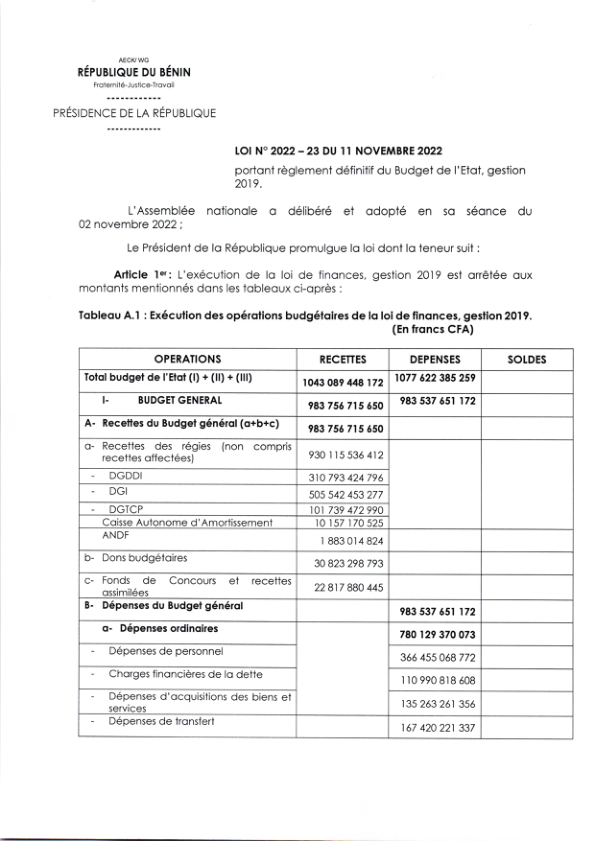 AECK/WG
RÉPUBLIQUE DU BÉNIN
Fraternité-Justice-Travail
------------
PRÉSIDENCE DE LA RÉPUBLIQUE
------------
LOI N° 2022 – 23 DU 11 NOVEMBRE 2022
portant règlement définitif du Budget de l'Etat, gestion
2019.
L'Assemblée nationale a délibéré et adopté en sa séance du
02 novembre 2022 ;
Le Président de la République promulgue la loi dont la teneur suit :
Article 1er : L'exécution de la loi de finances, gestion 2019 est arrêtée aux
montants mentionnés dans les tableaux ci-après :
Tableau A.1 : Exécution des opérations budgétaires de la loi de finances, gestion 2019.
(En francs CFA)
OPERATIONS RECETTES DEPENSES SOLDES
Total budget de l'Etat (I) + (II) + (III) 1043 089 448 172 1077 622 385 259
I- BUDGET GENERAL 983 756 715 650 983 537 651 172
A- Recettes du Budget général (a+b+c) 983 756 715 650
a- Recettes des régies (non compris
recettes affectées) 930 115 536 412
- DGDDI 310 793 424 796
- DGI 505 542 453 277
- DGTCP 101 739 472 990
Caisse Autonome d'Amortissement 10 157 170 525
ANDF 1 883 014 824
b- Dons budgétaires 30 823 298 793
c- Fonds de Concours et recettes
assimilées 22 817 880 445
B- Dépenses du Budget général 983 537 651 172
a- Dépenses ordinaires 780 129 370 073
- Dépenses de personnel 366 455 068 772
- Charges financières de la dette 110 990 818 608
- Dépenses d'acquisitions des biens et
services 135 263 261 356
- Dépenses de transfert 167 420 221 337